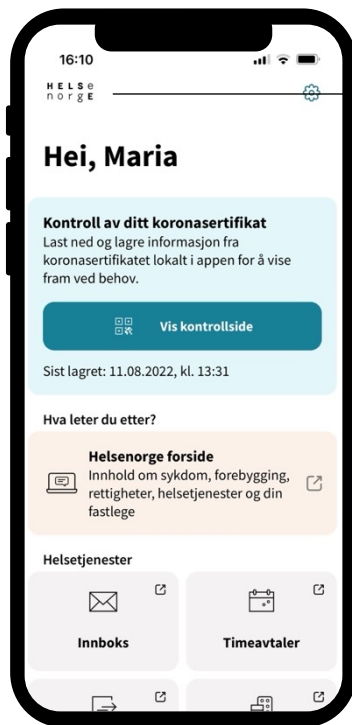 16:10
HELSe
norgE
Hei, Maria
Kontroll av ditt koronasertifikat
Last ned og lagre informasjon fra
koronasertifikatet lokalt i appen for å vise
fram ved behov.
Vis kontrollside
Sist lagret: 11.08.2022, kl. 13:31
Hva leter du etter?
Helsenorge forside
Innhold om sykdom, forebygging,
rettigheter, helsetjenester og din
fastlege
Helsetjenester
Innboks
Timeavtaler